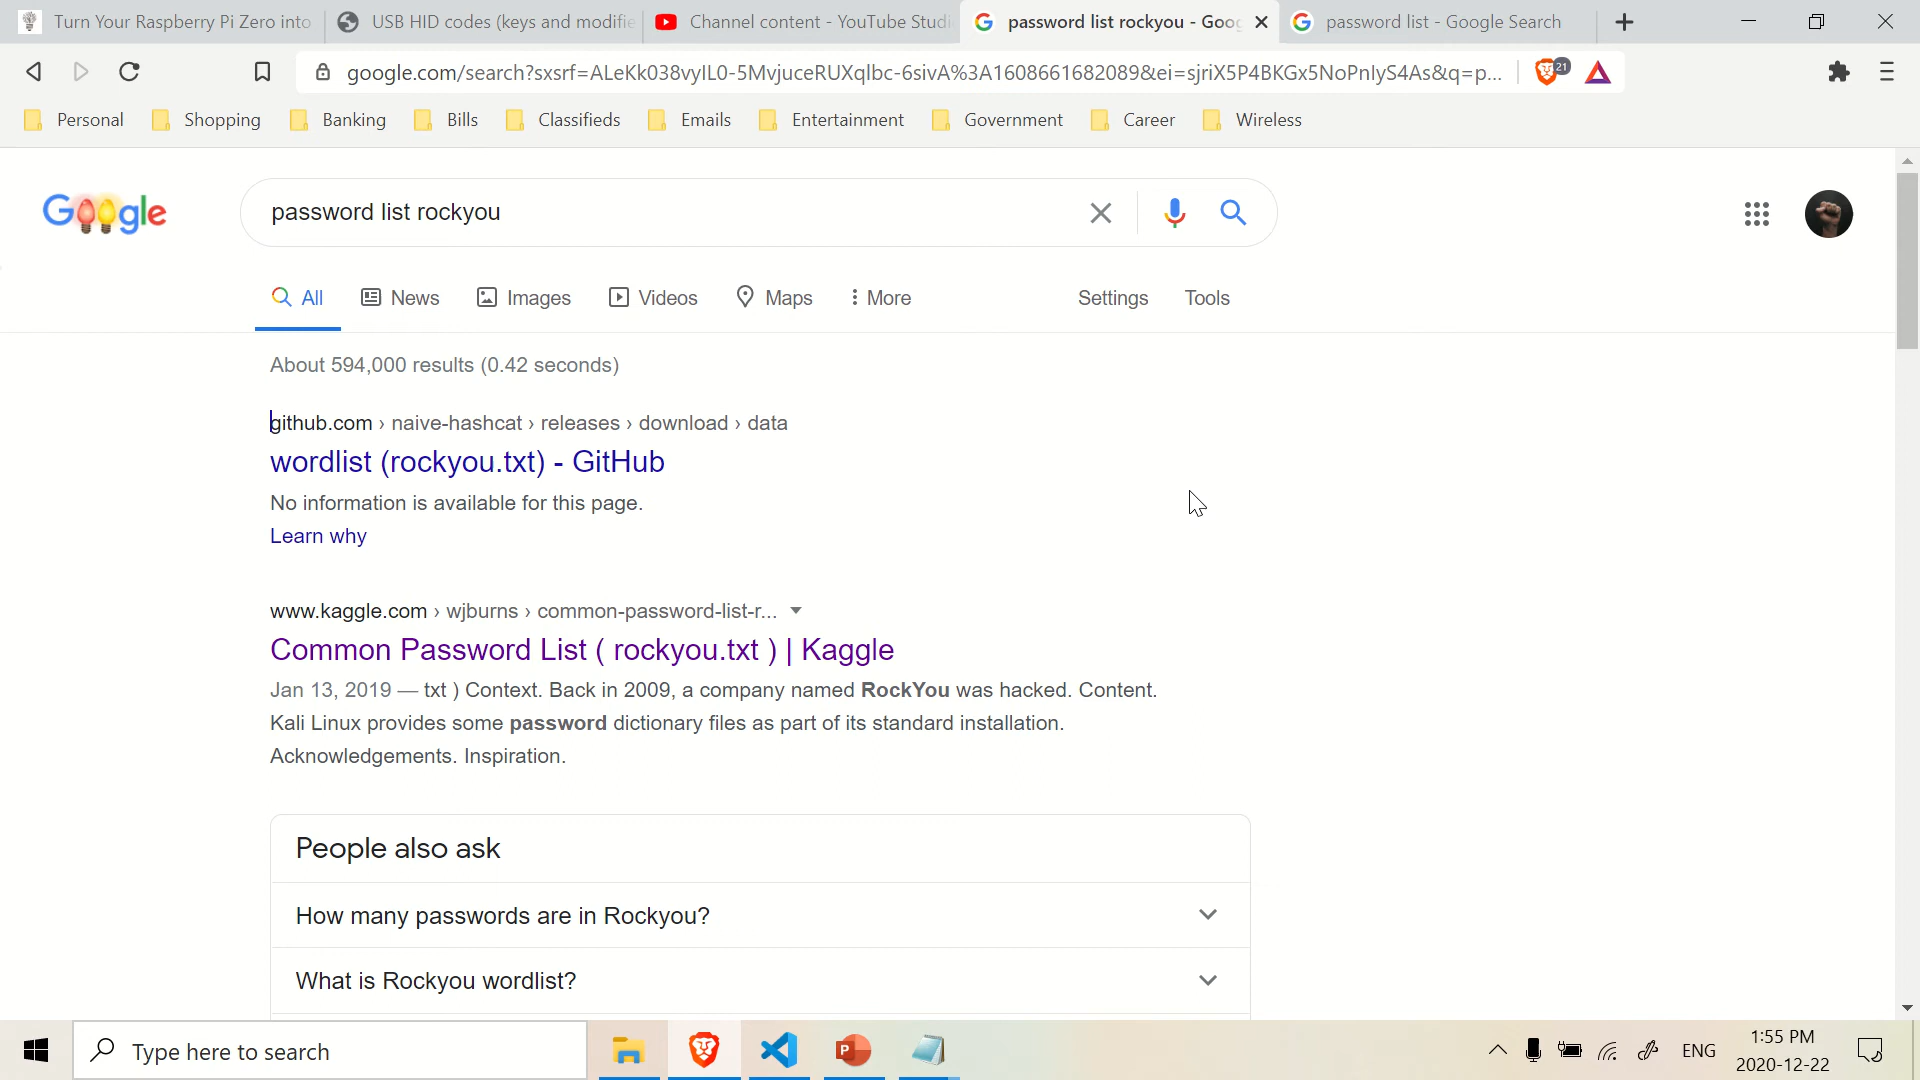 Turn Your Raspberry Pi Zero into
USB HID codes (keys and modifie
Channel content - YouTube Studi
password list rockyou - Goog
password list - Google Search
google.com/search?sxsrf=ALeKk038vyIL0-5MvjuceRUXqlbc-6sivA%3A1608661682089&ei=sjriX5P4BKGx5NoPnIyS4As&q=p...
21
Personal
Shopping
Banking
Bills
Classifieds
Emails
Entertainment
Government
Career
Wireless
Google
password list rockyou
All
News
Images
Videos
Maps
More
Settings
Tools
About 594,000 results (0.42 seconds)
github.com › naive-hashcat › releases › download › data
wordlist (rockyou.txt) - GitHub
No information is available for this page.
Learn why
www.kaggle.com › wjburns › common-password-list-r...
Common Password List ( rockyou.txt ) | Kaggle
Jan 13, 2019 — txt ) Context. Back in 2009, a company named RockYou was hacked. Content.
Kali Linux provides some password dictionary files as part of its standard installation.
Acknowledgements. Inspiration.
People also ask
How many passwords are in Rockyou?
What is Rockyou wordlist?
Type here to search
ENG
1:55 PM
2020-12-22